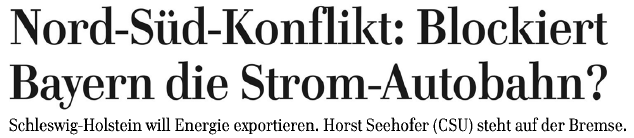 Nord-Süd-Konflikt: Blockiert
Bayern die Strom-Autobahn?
Schleswig-Holstein will Energie exportieren. Horst Seehofer (CSU) steht auf der Bremse.